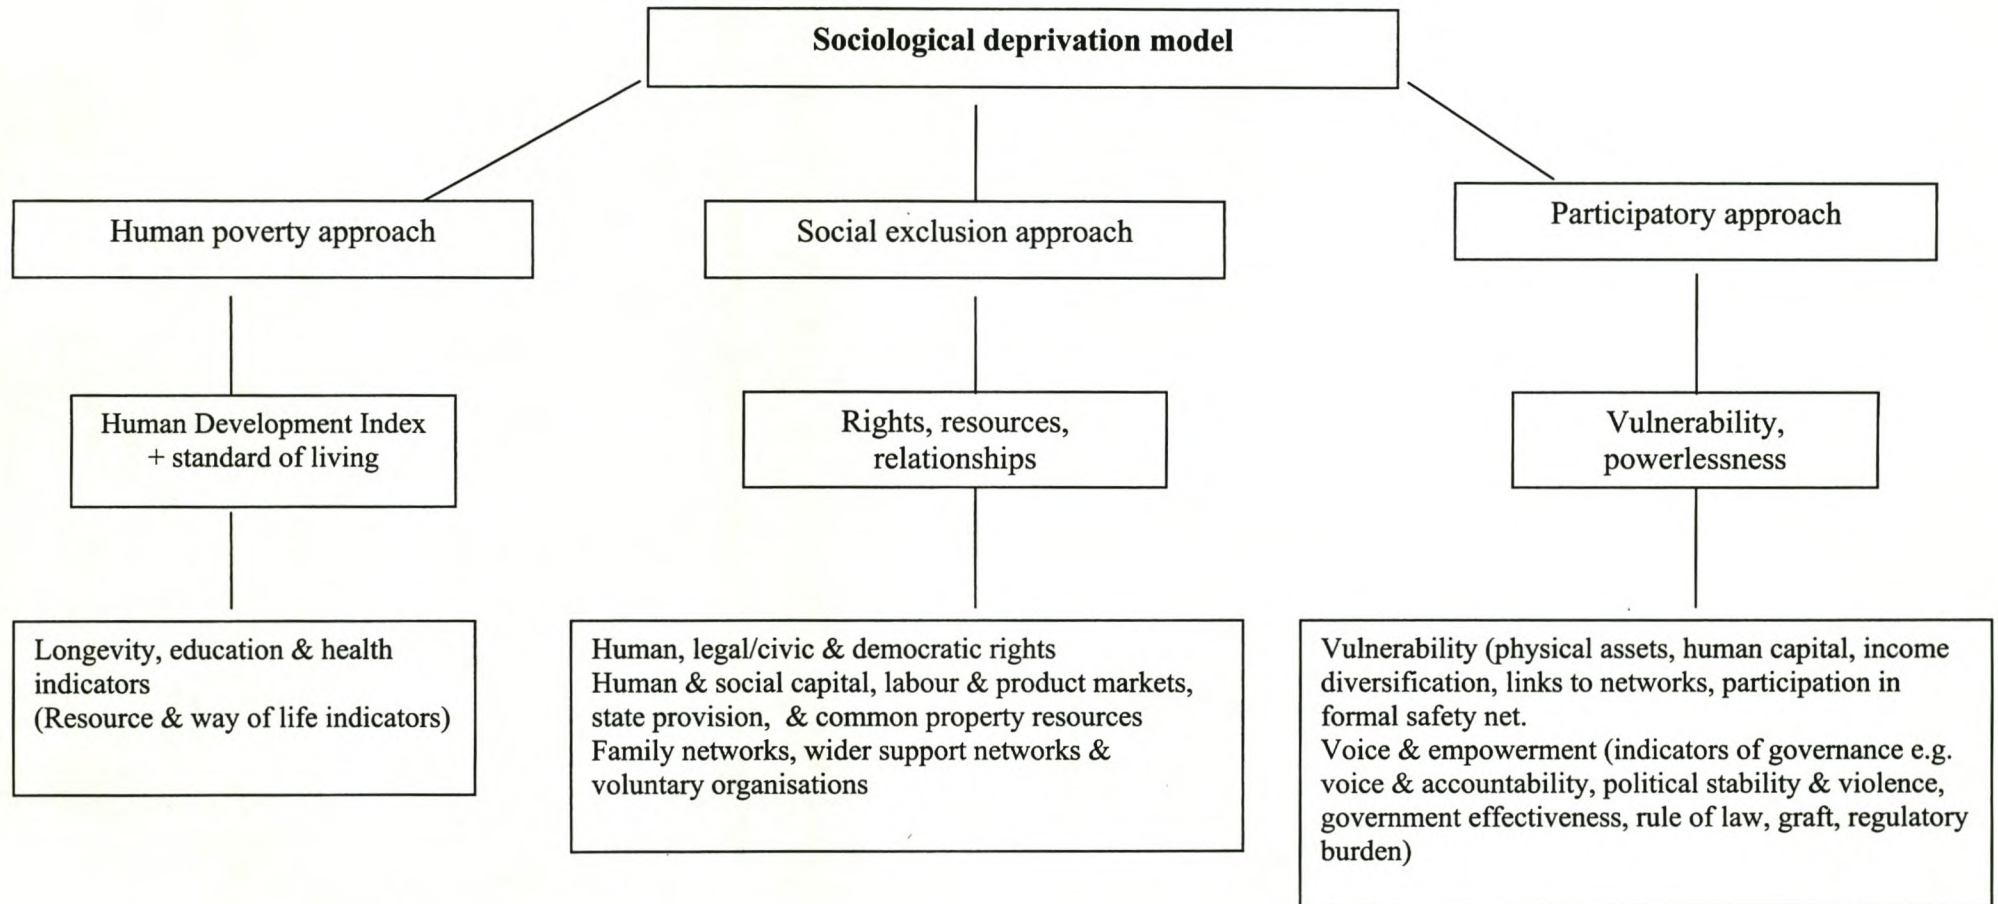 Sociological deprivation model
Human poverty approach
Social exclusion approach
Participatory approach
Human Development Index
+ standard of living
Rights, resources,
relationships
Vulnerability,
powerlessness
Longevity, education & health
indicators
(Resource & way of life indicators)
Human, legal/civic & democratic rights
Human & social capital, labour & product markets,
state provision, & common property resources
Family networks, wider support networks &
voluntary organisations
Vulnerability (physical assets, human capital, income
diversification, links to networks, participation in
formal safety net.
Voice & empowerment (indicators of governance e.g.
voice & accountability, political stability & violence,
government effectiveness, rule of law, graft, regulatory
burden)